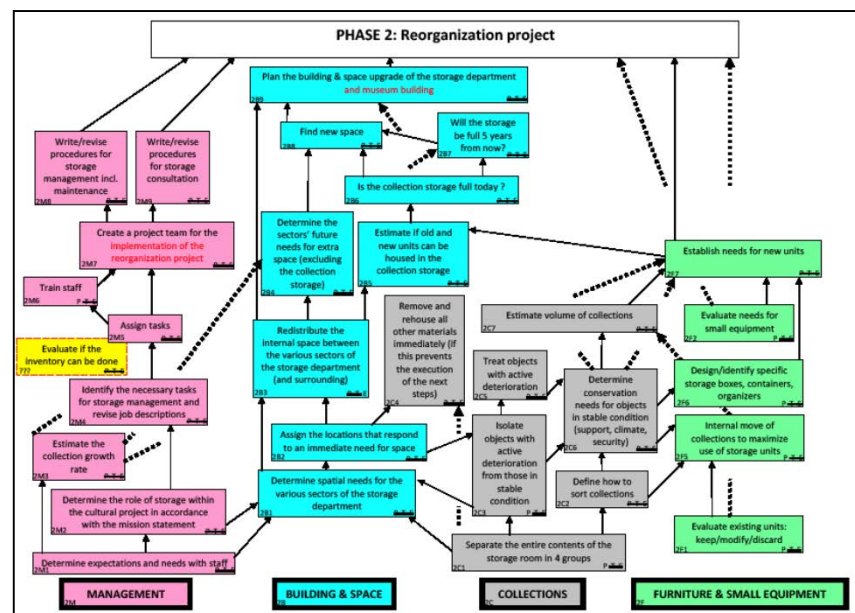 PHASE 2: Reorganization project
Plan the building & space upgrade of the storage department
and museum building
2B9
P T S
Find new space
2B8
P T S
Will the storage
be full 5 years
from now?
2B7
P T S
Is the collection storage full today ?
2B6
P T S
Write/revise
procedures for
storage
management incl.
maintenance
2M8
P T S
Write/revise
procedures
for storage
consultation
2M9
P T S
Create a project team for the
implementation of the
reorganization project
2M7
P T S
Train staff
2M6
P T S
Assign tasks
2M5
P T S
Evaluate if the
inventory can be done
???
Identify the necessary tasks
for storage management and
revise job descriptions
2M4
P T S
Estimate the
collection growth
rate
2M3
P T S
Determine the role of storage within
the cultural project in accordance
with the mission statement
2M2
P T S
Determine expectations and needs with staff
2M1
P T S
Determine the
sectors' future
needs for extra
space (excluding
the collection
storage)
2B4
P T S
Estimate if old and
new units can be
housed in the
collection storage
2B5
P T S
Redistribute the
internal space between
the various sectors of
the storage department
(and surrounding)
2B3
Assign the locations that respond
to an immediate need for space
2B2
P T S
Determine spatial needs for the
various sectors of the storage
department
2B1
P T S
Remove and
rehouse all
other materials
immediately (if
this prevents
the execution of
the next
steps)
2C4
P T S
Estimate volume of collections
2C7
P T S
Treat objects
with active
deterioration
2C5
P T S
Determine
conservation
needs for objects
in stable condition
(support, climate,
security)
2C6
P T S
Isolate
objects with
active
deterioration
from those in
stable
condition
2C3
P T S
Define how to
sort collections
2C2
P T S
Separate the entire contents of the
storage room in 4 groups
2C1
P T S
Establish needs for new
units
2F7
P T S
Evaluate needs for
small equipment
2F2
P T S
Design/identify specific
storage boxes, containers,
organizers
2F6
P T S
Internal move of
collections to maximize
use of storage units
2F5
P T S
Evaluate existing units:
keep/modify/discard
2F1
P T S
MANAGEMENT
2M
BUILDING & SPACE
2B
COLLECTIONS
2C
FURNITURE & SMALL EQUIPMENT
2F